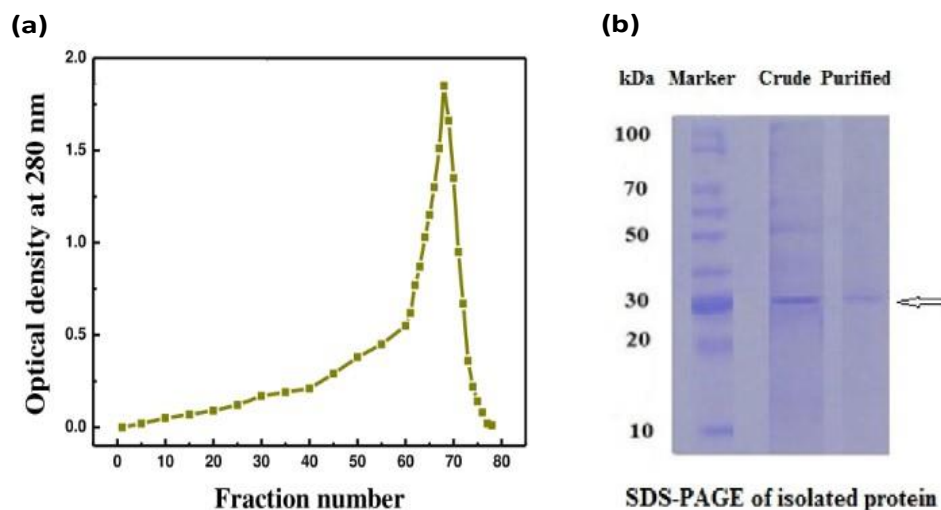 (a)
2.0
1.5
1.0
0.5
0.0
Optical density at 280 nm
0 10 20 30 40 50 60 70 80
Fraction number
(b)
kDa Marker Crude Purified
100
70
50
30
20
10
SDS-PAGE of isolated protein